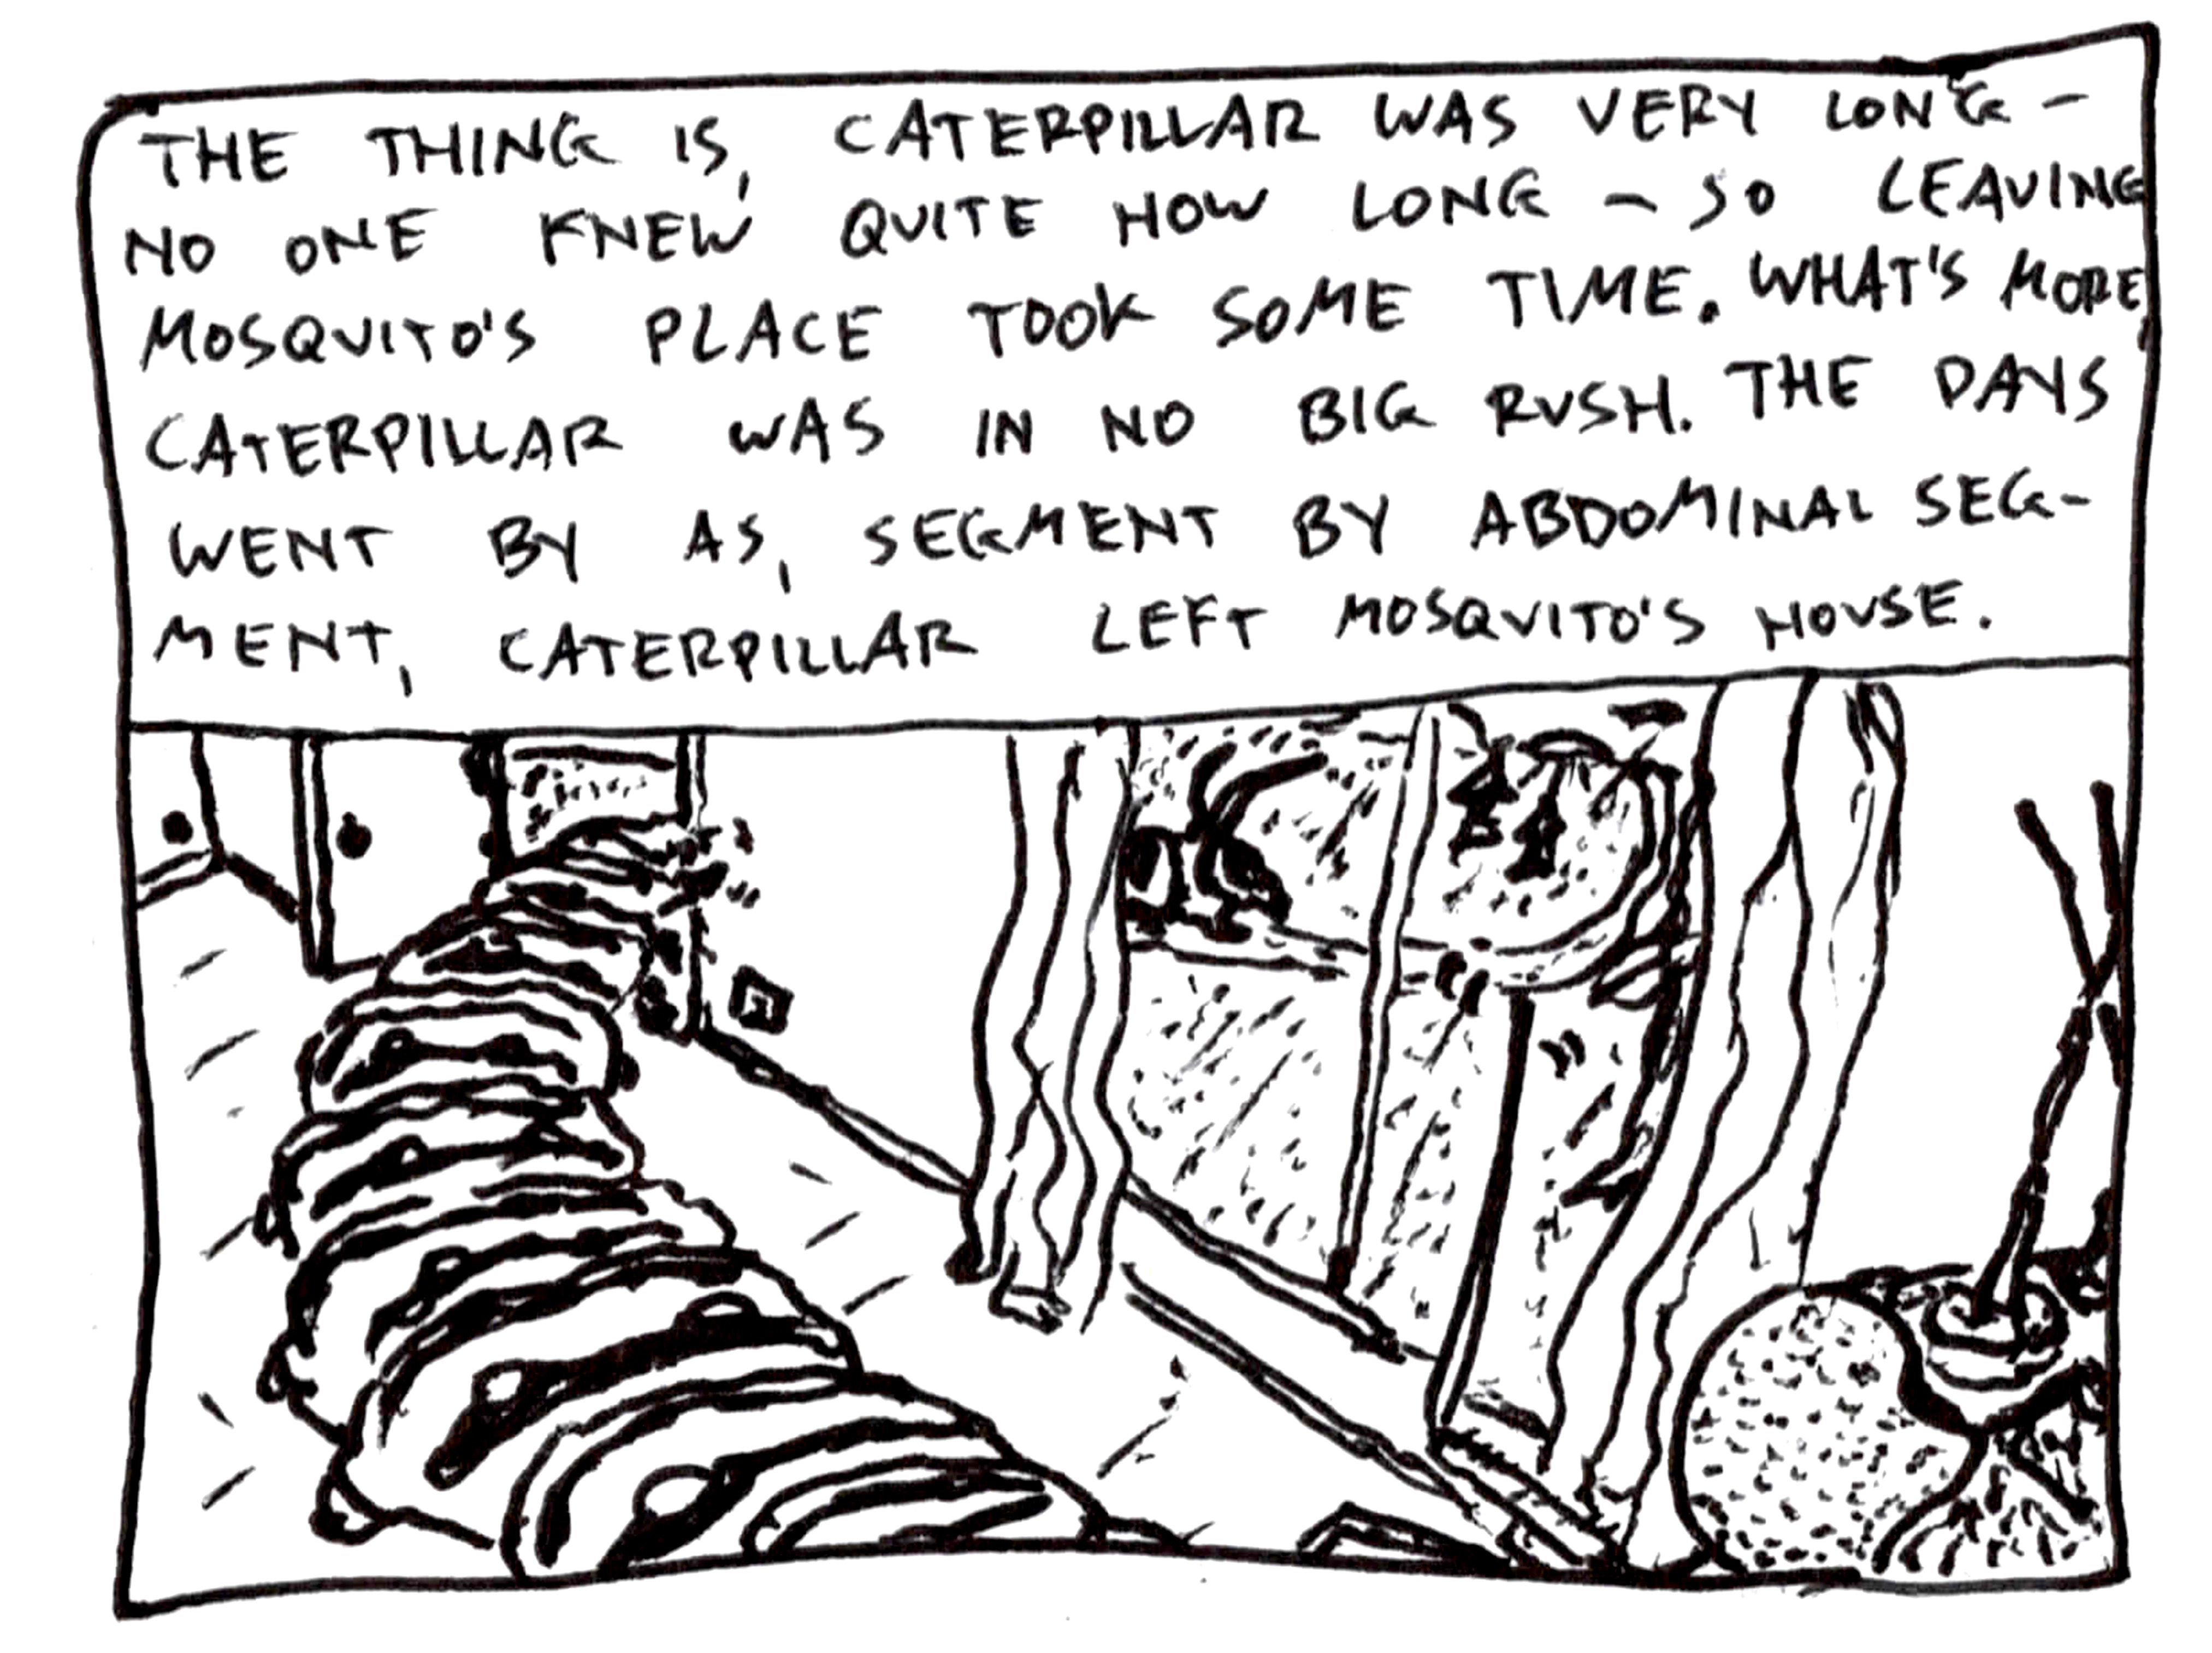 THE THING IS, CATERPILLAR WAS VERY LONG -
NO ONE KNEW QUITE HOW LONG - SO LEAVING
MOSQUITO'S PLACE TOOK SOME TIME. WHAT'S MORE,
CATERPILLAR WAS IN NO BIG RUSH. THE DAYS
WENT BY AS, SEGMENT BY ABDOMINAL SEG-
MENT, CATERPILLAR LEFT MOSQUITO'S HOUSE.